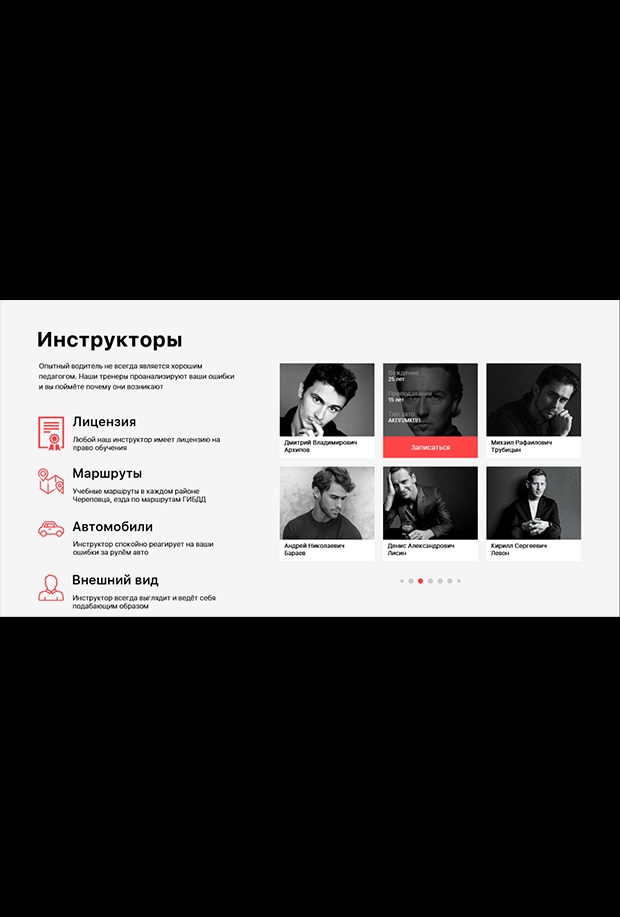 Инструкторы
Опытный водитель не всегда является хорошим
педагогом. Наши тренеры проанализируют ваши ошибки
и вы поймёте почему они возникают
Лицензия
Любой наш инструктор имеет лицензию на
право обучения
Маршруты
Учебные маршруты в каждом районе
Череповца, езда по маршрутам ГИБДД
Автомобили
Инструктор спокойно реагирует на ваши
ошибки за рулём авто
Внешний вид
Инструктор всегда выглядит и ведёт себя
подабающим образом
Дмитрий Владимирович
Архипов
Вождение
25 лет
Преподавание
15 лет
Тип авто
АКПП/МКПП
Записаться
Михаил Рафаилович
Трубицын
Андрей Николаевич
Бараев
Денис Александрович
Лисин
Кирилл Сергеевич
Левон